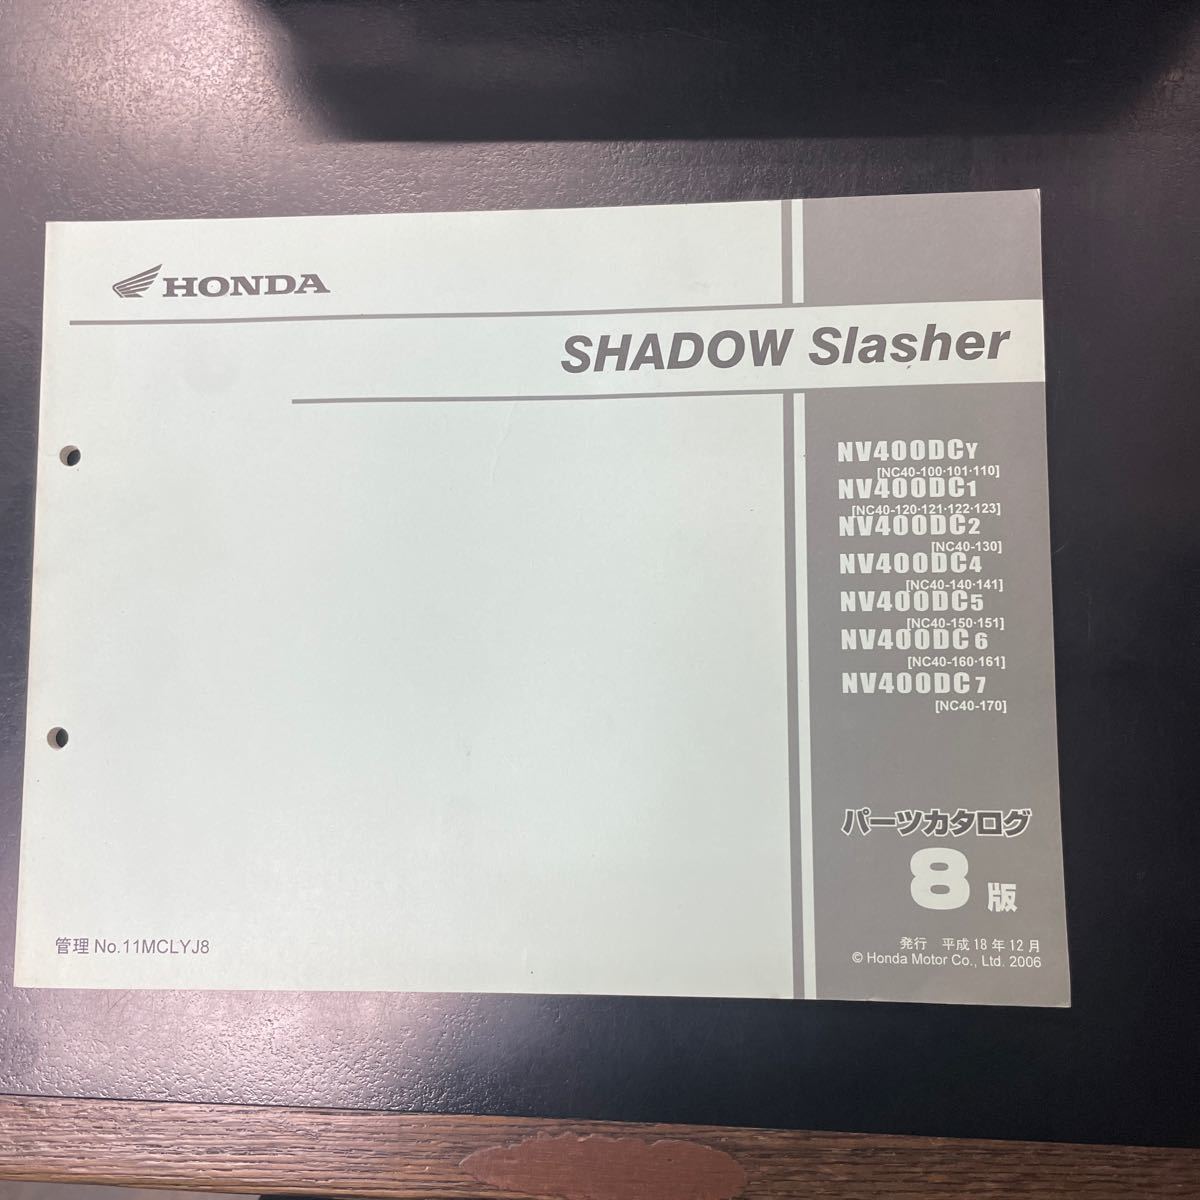 HONDA
SHADOW Slasher
NV400DCY
[NC40-100·101·110]
NV400DC1
[NC40-120·121·122·123]
NV400DC2
[NC40-130]
NV400DC4
[NC40-140·141]
NV400DC5
[NC40-150·151]
NV400DC6
[NC40-160·161]
NV400DC7
[NC40-170]
パーツカタログ
8版
管理 No.11MCLYJ8
発行 平成18年12月
© Honda Motor Co., Ltd. 2006